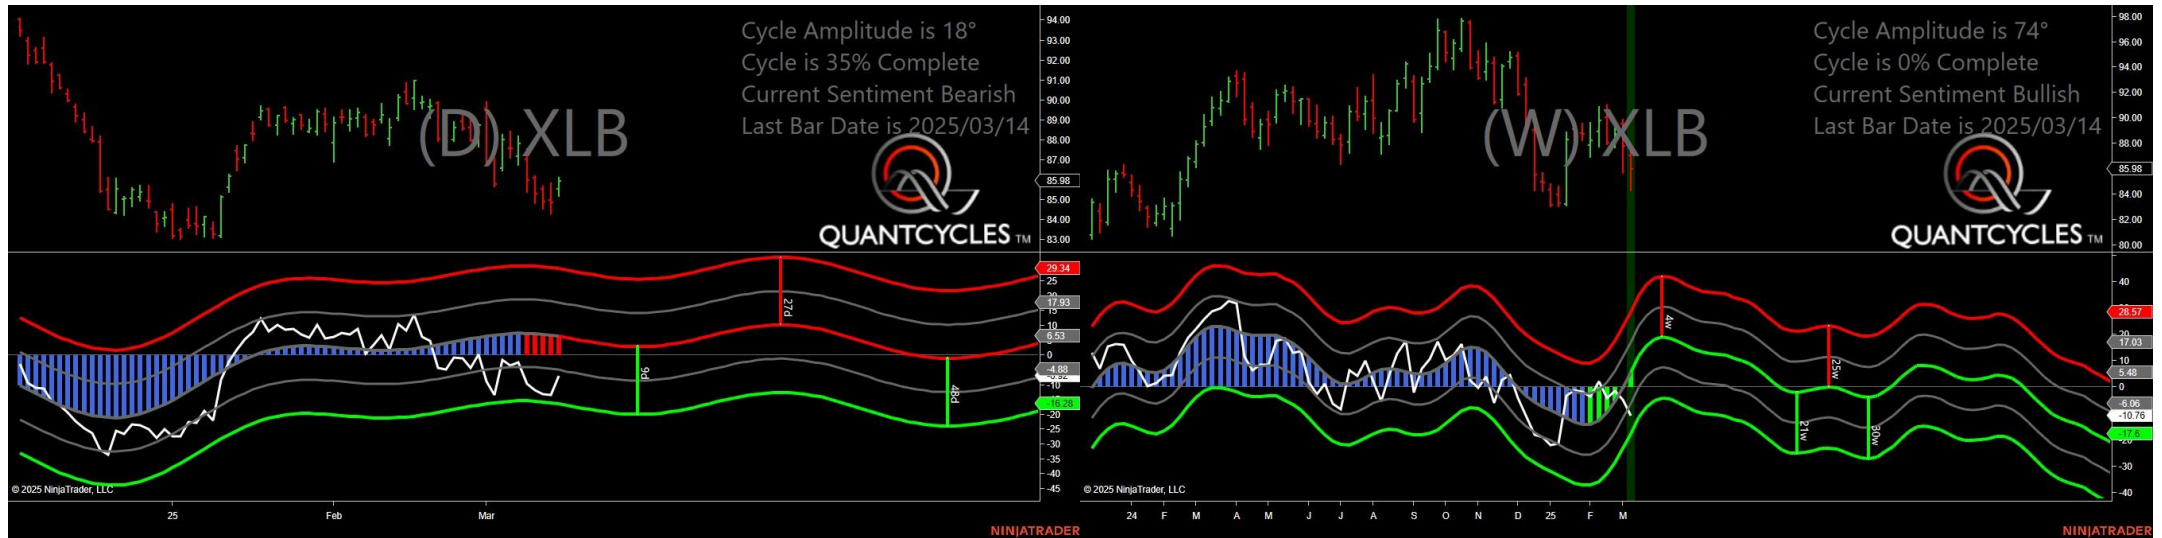 Cycle Amplitude is 18°
Cycle is 35% Complete
Current Sentiment Bearish
Last Bar Date is 2025/03/14
(D) XLB
QUANTCYCLES TM
94.00
93.00
92.00
91.00
90.00
89.00
88.00
87.00
85.98
85.00
84.00
83.00
29.34
25
17.93
15
10
6.53
0
-4.88
-10
-16.28
-25
-30
-35
-40
-45
9d
27d
48d
© 2025 NinjaTrader, LLC
25 Feb Mar
NINJATRADER
Cycle Amplitude is 74°
Cycle is 0% Complete
Current Sentiment Bullish
Last Bar Date is 2025/03/14
(W) XLB
QUANTCYCLES TM
98.00
96.00
94.00
92.00
90.00
88.00
85.98
84.00
82.00
80.00
40
28.57
20
17.03
10
5.48
0
-6.06
-10.76
-17.6
-30
-40
4w
21w
25w
30w
© 2025 NinjaTrader, LLC
24 F M A M J J A S O N D 25 F M
NINJATRADER